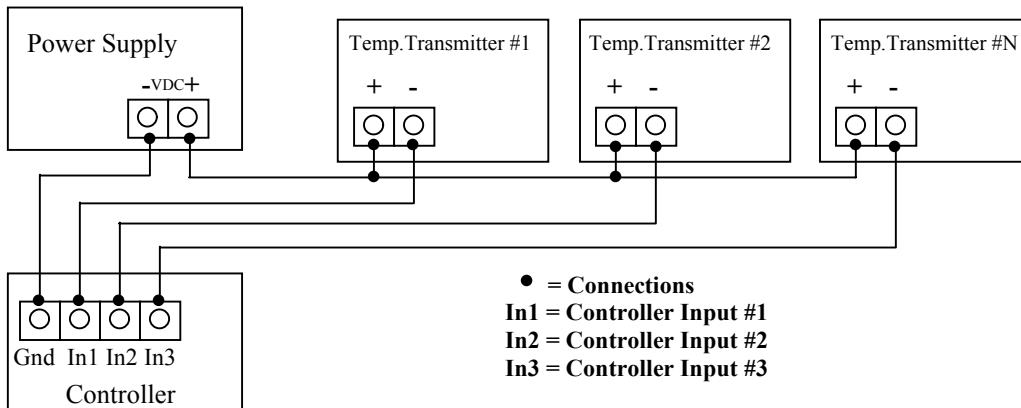 Power Supply
-VDC+
Temp.Transmitter #1
+ -
Temp.Transmitter #2
+ -
Temp.Transmitter #N
+ -
Gnd In1 In2 In3
Controller
• = Connections
In1 = Controller Input #1
In2 = Controller Input #2
In3 = Controller Input #3